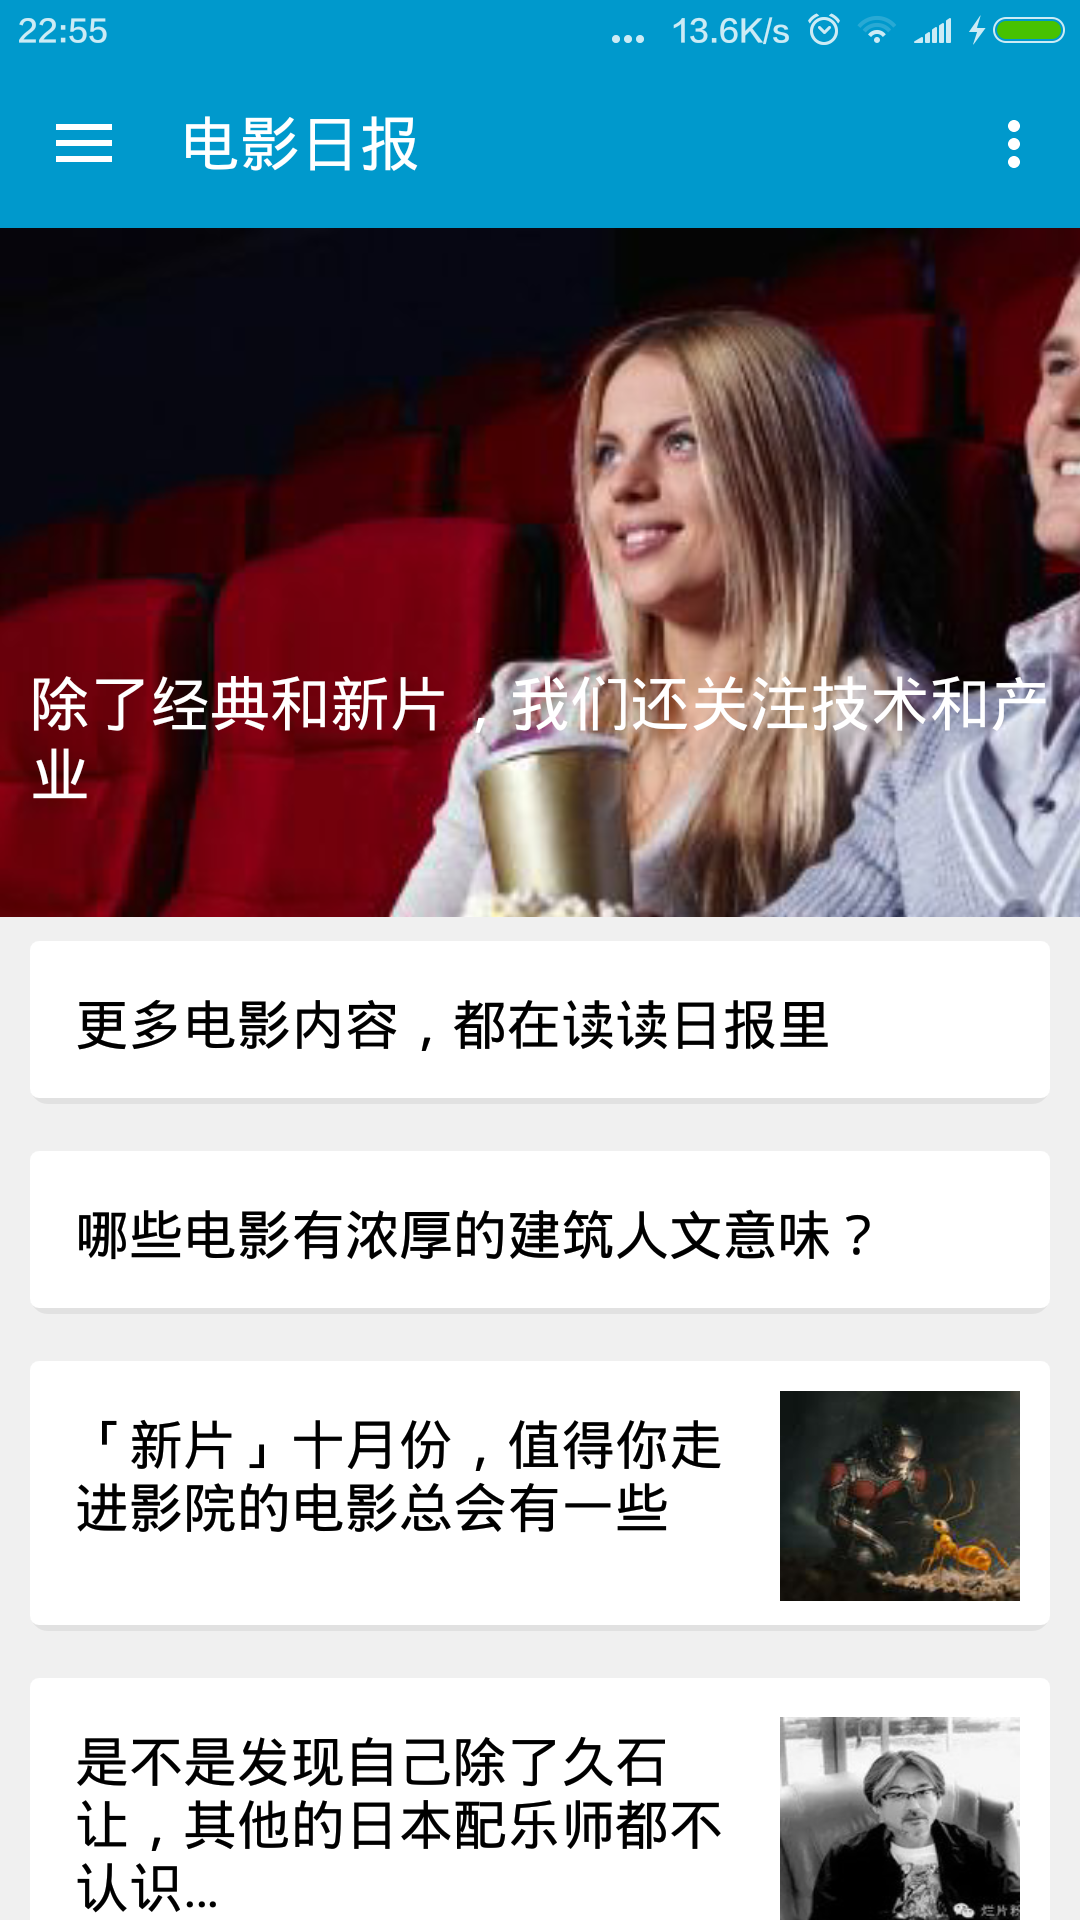 22:55
... 13.6K/s
电影日报
除了经典和新片，我们还关注技术和产
业
更多电影内容，都在读读日报里
哪些电影有浓厚的建筑人文意味？
「新片」十月份，值得你走
进影院的电影总会有一些
是不是发现自己除了久石
让，其他的日本配乐师都不
认识...
烂片粉